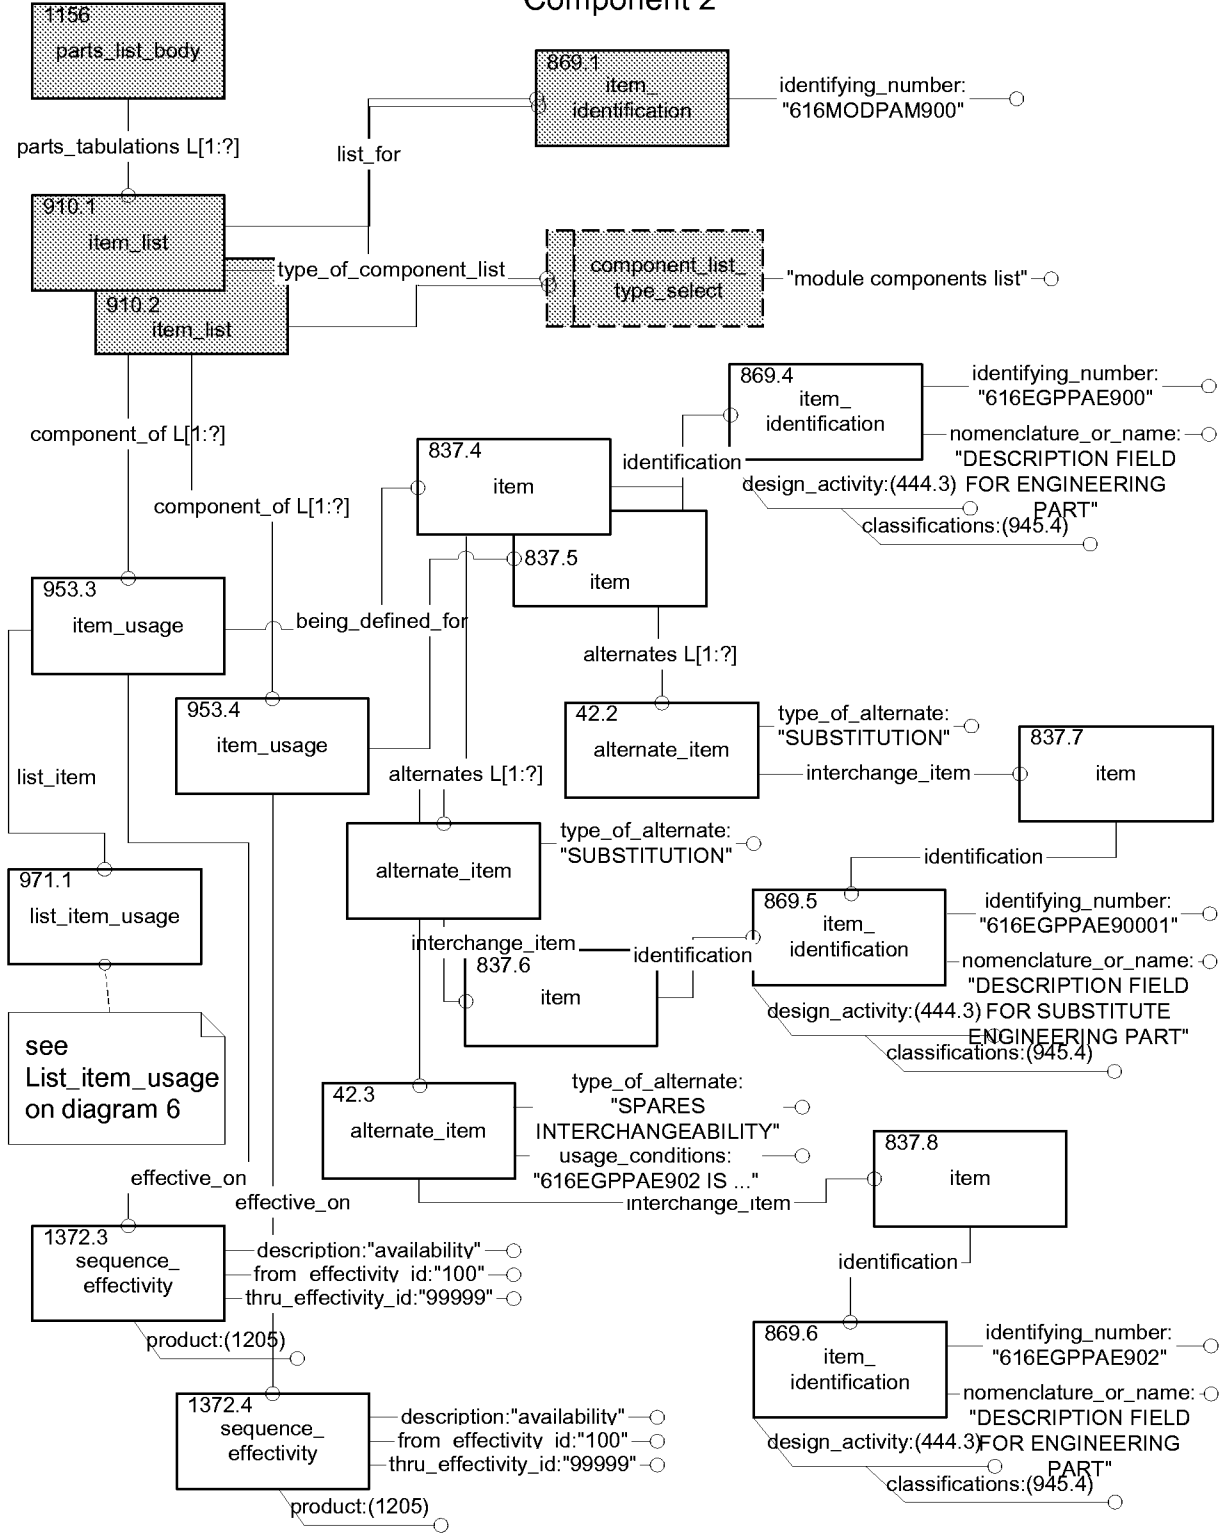 Component 2
1156
parts_list_body
869.1
item_
identification
identifying_number:
"616MODPAM900"
parts_tabulations L[1:?]
list_for
910.1
item_list
type_of_component_list
component_list_
type_select
"module components list"
910.2
item_list
869.4
item_
identification
identifying_number:
"616EGPPAE900"
nomenclature_or_name:
"DESCRIPTION FIELD
FOR ENGINEERING
PART"
component_of L[1:?]
837.4
item
identification
design_activity:(444.3)
classifications:(945.4)
component_of L[1:?]
837.5
item
953.3
item_usage
being_defined_for
alternates L[1:?]
953.4
item_usage
42.2
alternate_item
type_of_alternate:
"SUBSTITUTION"
interchange_item
837.7
item
list_item
alternates L[1:?]
alternate_item
type_of_alternate:
"SUBSTITUTION"
identification
971.1
list_item_usage
869.5
item_
identification
identifying_number:
"616EGPPAE90001"
nomenclature_or_name:
"DESCRIPTION FIELD
FOR SUBSTITUTE
ENGINEERING PART"
interchange_item
identification
837.6
item
design_activity:(444.3)
classifications:(945.4)
see
List_item_usage
on diagram 6
42.3
alternate_item
type_of_alternate:
"SPARES
INTERCHANGEABILITY"
usage_conditions:
"616EGPPAE902 IS ..."
interchange_item
837.8
item
effective_on
effective_on
1372.3
sequence_
effectivity
description:"availability"
from_effectivity_id:"100"
thru_effectivity_id:"99999"
product:(1205)
identification
869.6
item_
identification
identifying_number:
"616EGPPAE902"
nomenclature_or_name:
"DESCRIPTION FIELD
FOR ENGINEERING
PART"
design_activity:(444.3)
classifications:(945.4)
1372.4
sequence_
effectivity
description:"availability"
from_effectivity_id:"100"
thru_effectivity_id:"99999"
product:(1205)